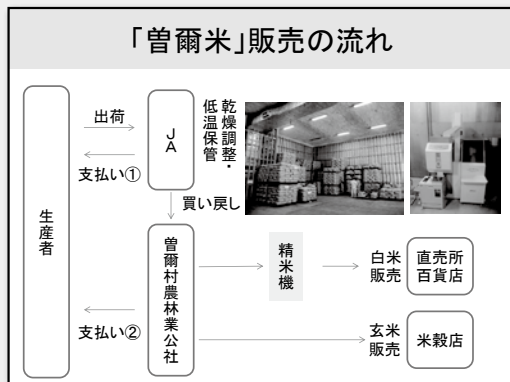 「曽爾米」販売の流れ
生産者
出荷
支払い①
JA
乾燥調整・
低温保管
買い戻し
曽爾村農林業公社
支払い②
精米機
白米
販売
直売所
百貨店
玄米
販売
米穀店